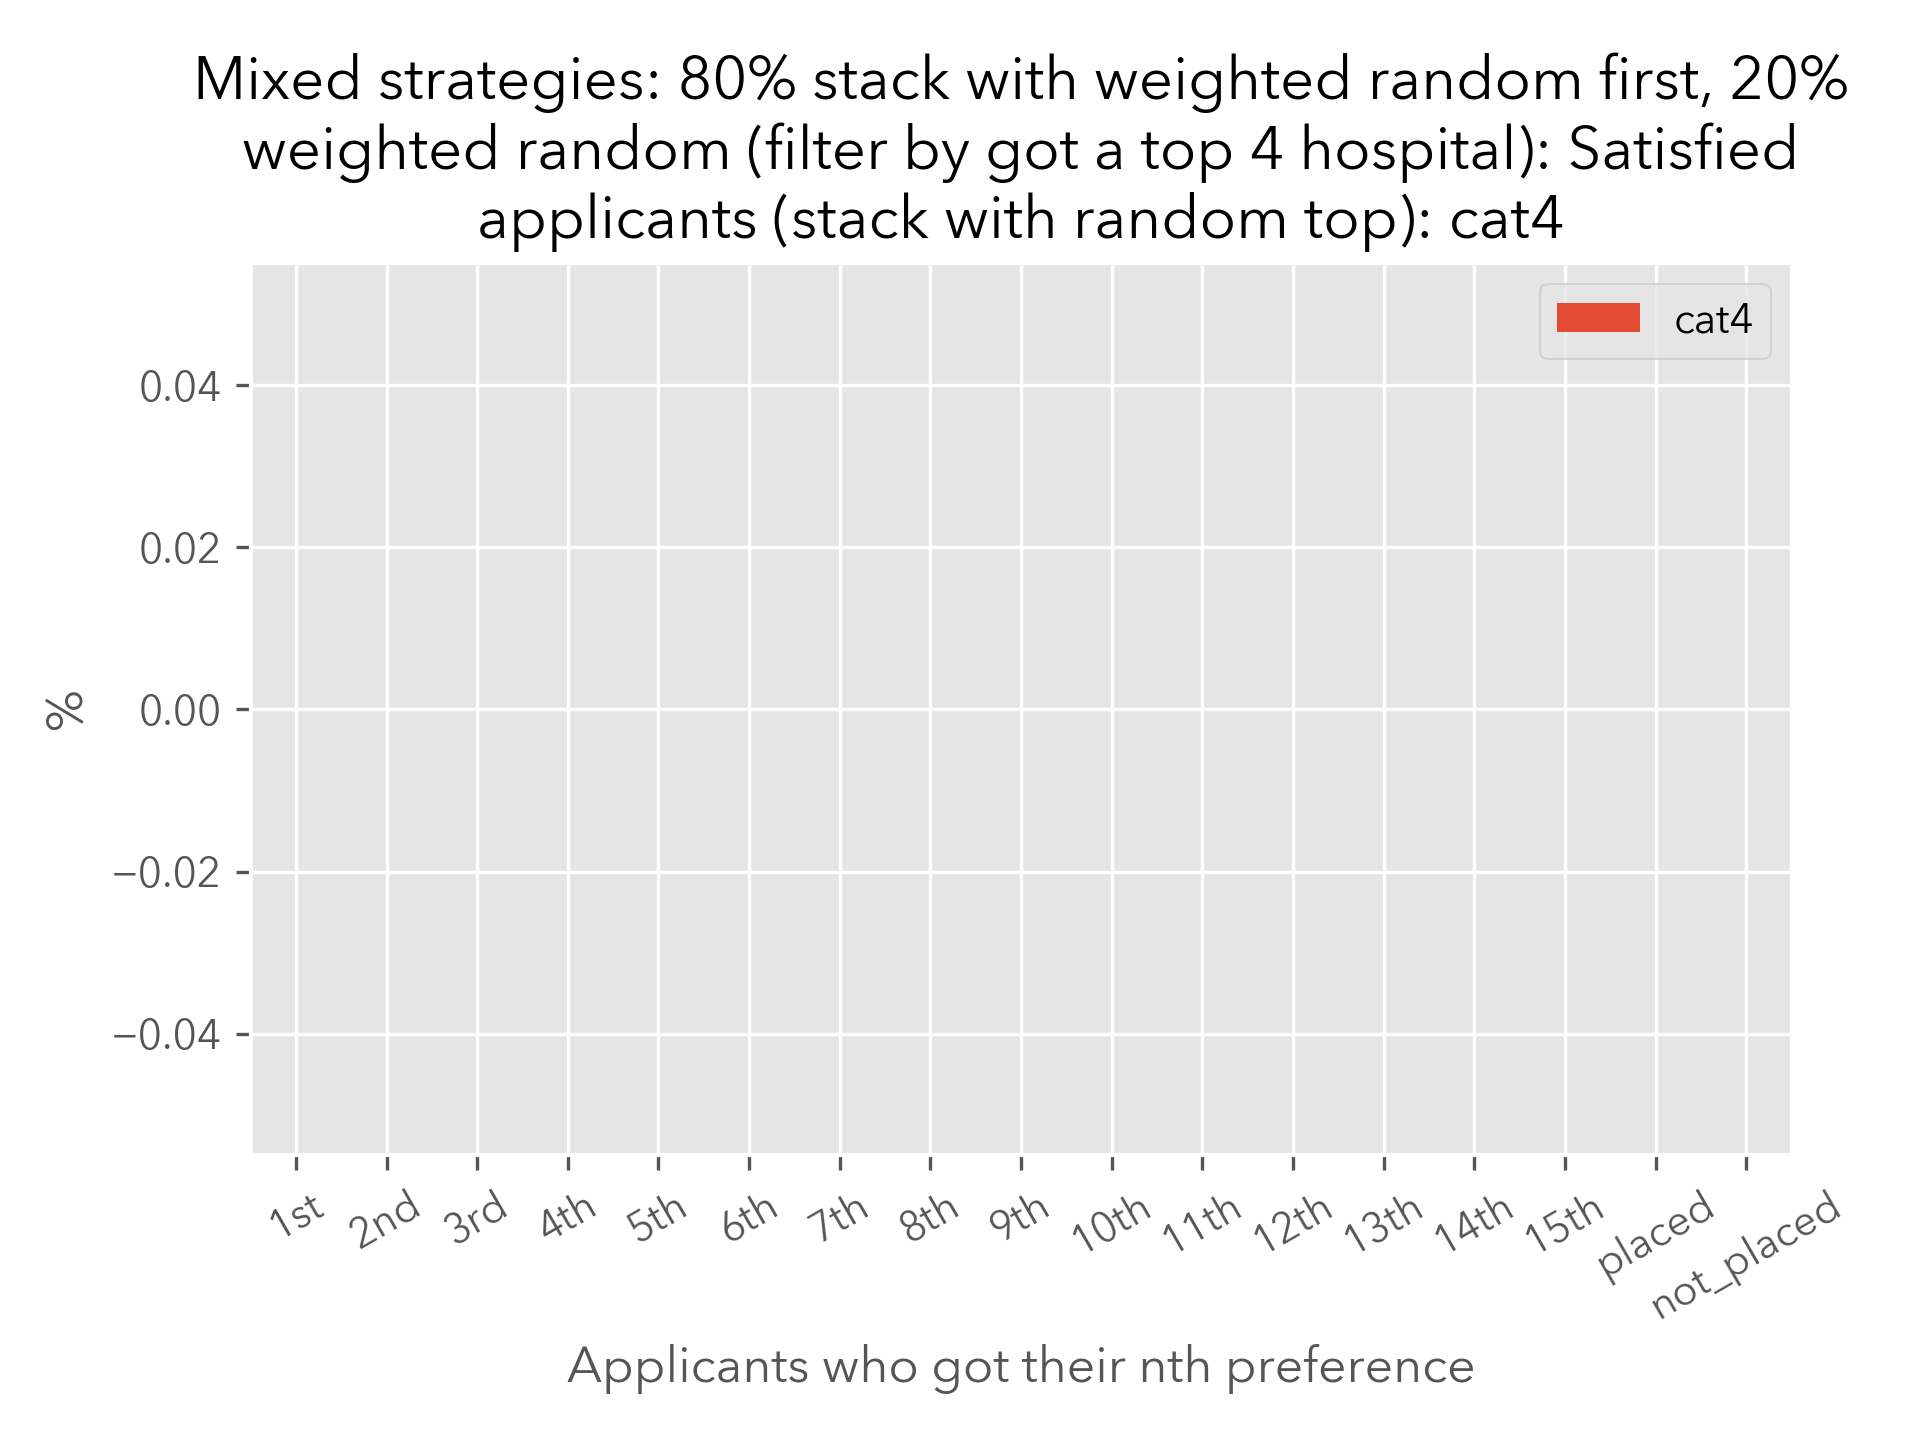 Mixed strategies: 80% stack with weighted random first, 20%
weighted random (filter by got a top 4 hospital): Satisfied
applicants (stack with random top): cat4
cat4
0.04
0.02
0.00
−0.02
−0.04
%
1st
2nd
3rd
4th
5th
6th
7th
8th
9th
10th
11th
12th
13th
14th
15th
placed
not_placed
Applicants who got their nth preference